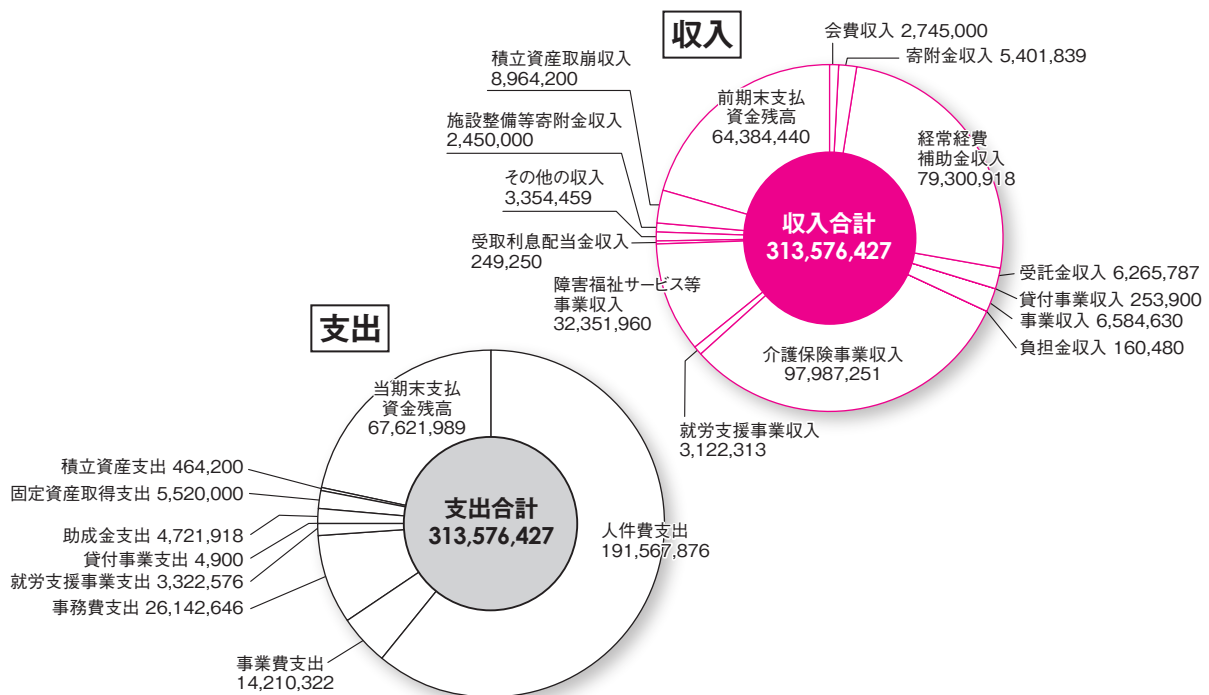 収入
会費収入 2,745,000
寄附金収入 5,401,839
経常経費
補助金収入
79,300,918
受託金収入 6,265,787
貸付事業収入 253,900
事業収入 6,584,630
負担金収入 160,480
介護保険事業収入
97,987,251
就労支援事業収入
3,122,313
障害福祉サービス等
事業収入
32,351,960
受取利息配当金収入
249,250
その他の収入
3,354,459
施設整備等寄附金収入
2,450,000
積立資産取崩収入
8,964,200
前期末支払
資金残高
64,384,440
収入合計
313,576,427
支出
当期末支払
資金残高
67,621,989
積立資産支出 464,200
固定資産取得支出 5,520,000
助成金支出 4,721,918
貸付事業支出 4,900
就労支援事業支出 3,322,576
事務費支出 26,142,646
事業費支出
14,210,322
人件費支出
191,567,876
支出合計
313,576,427